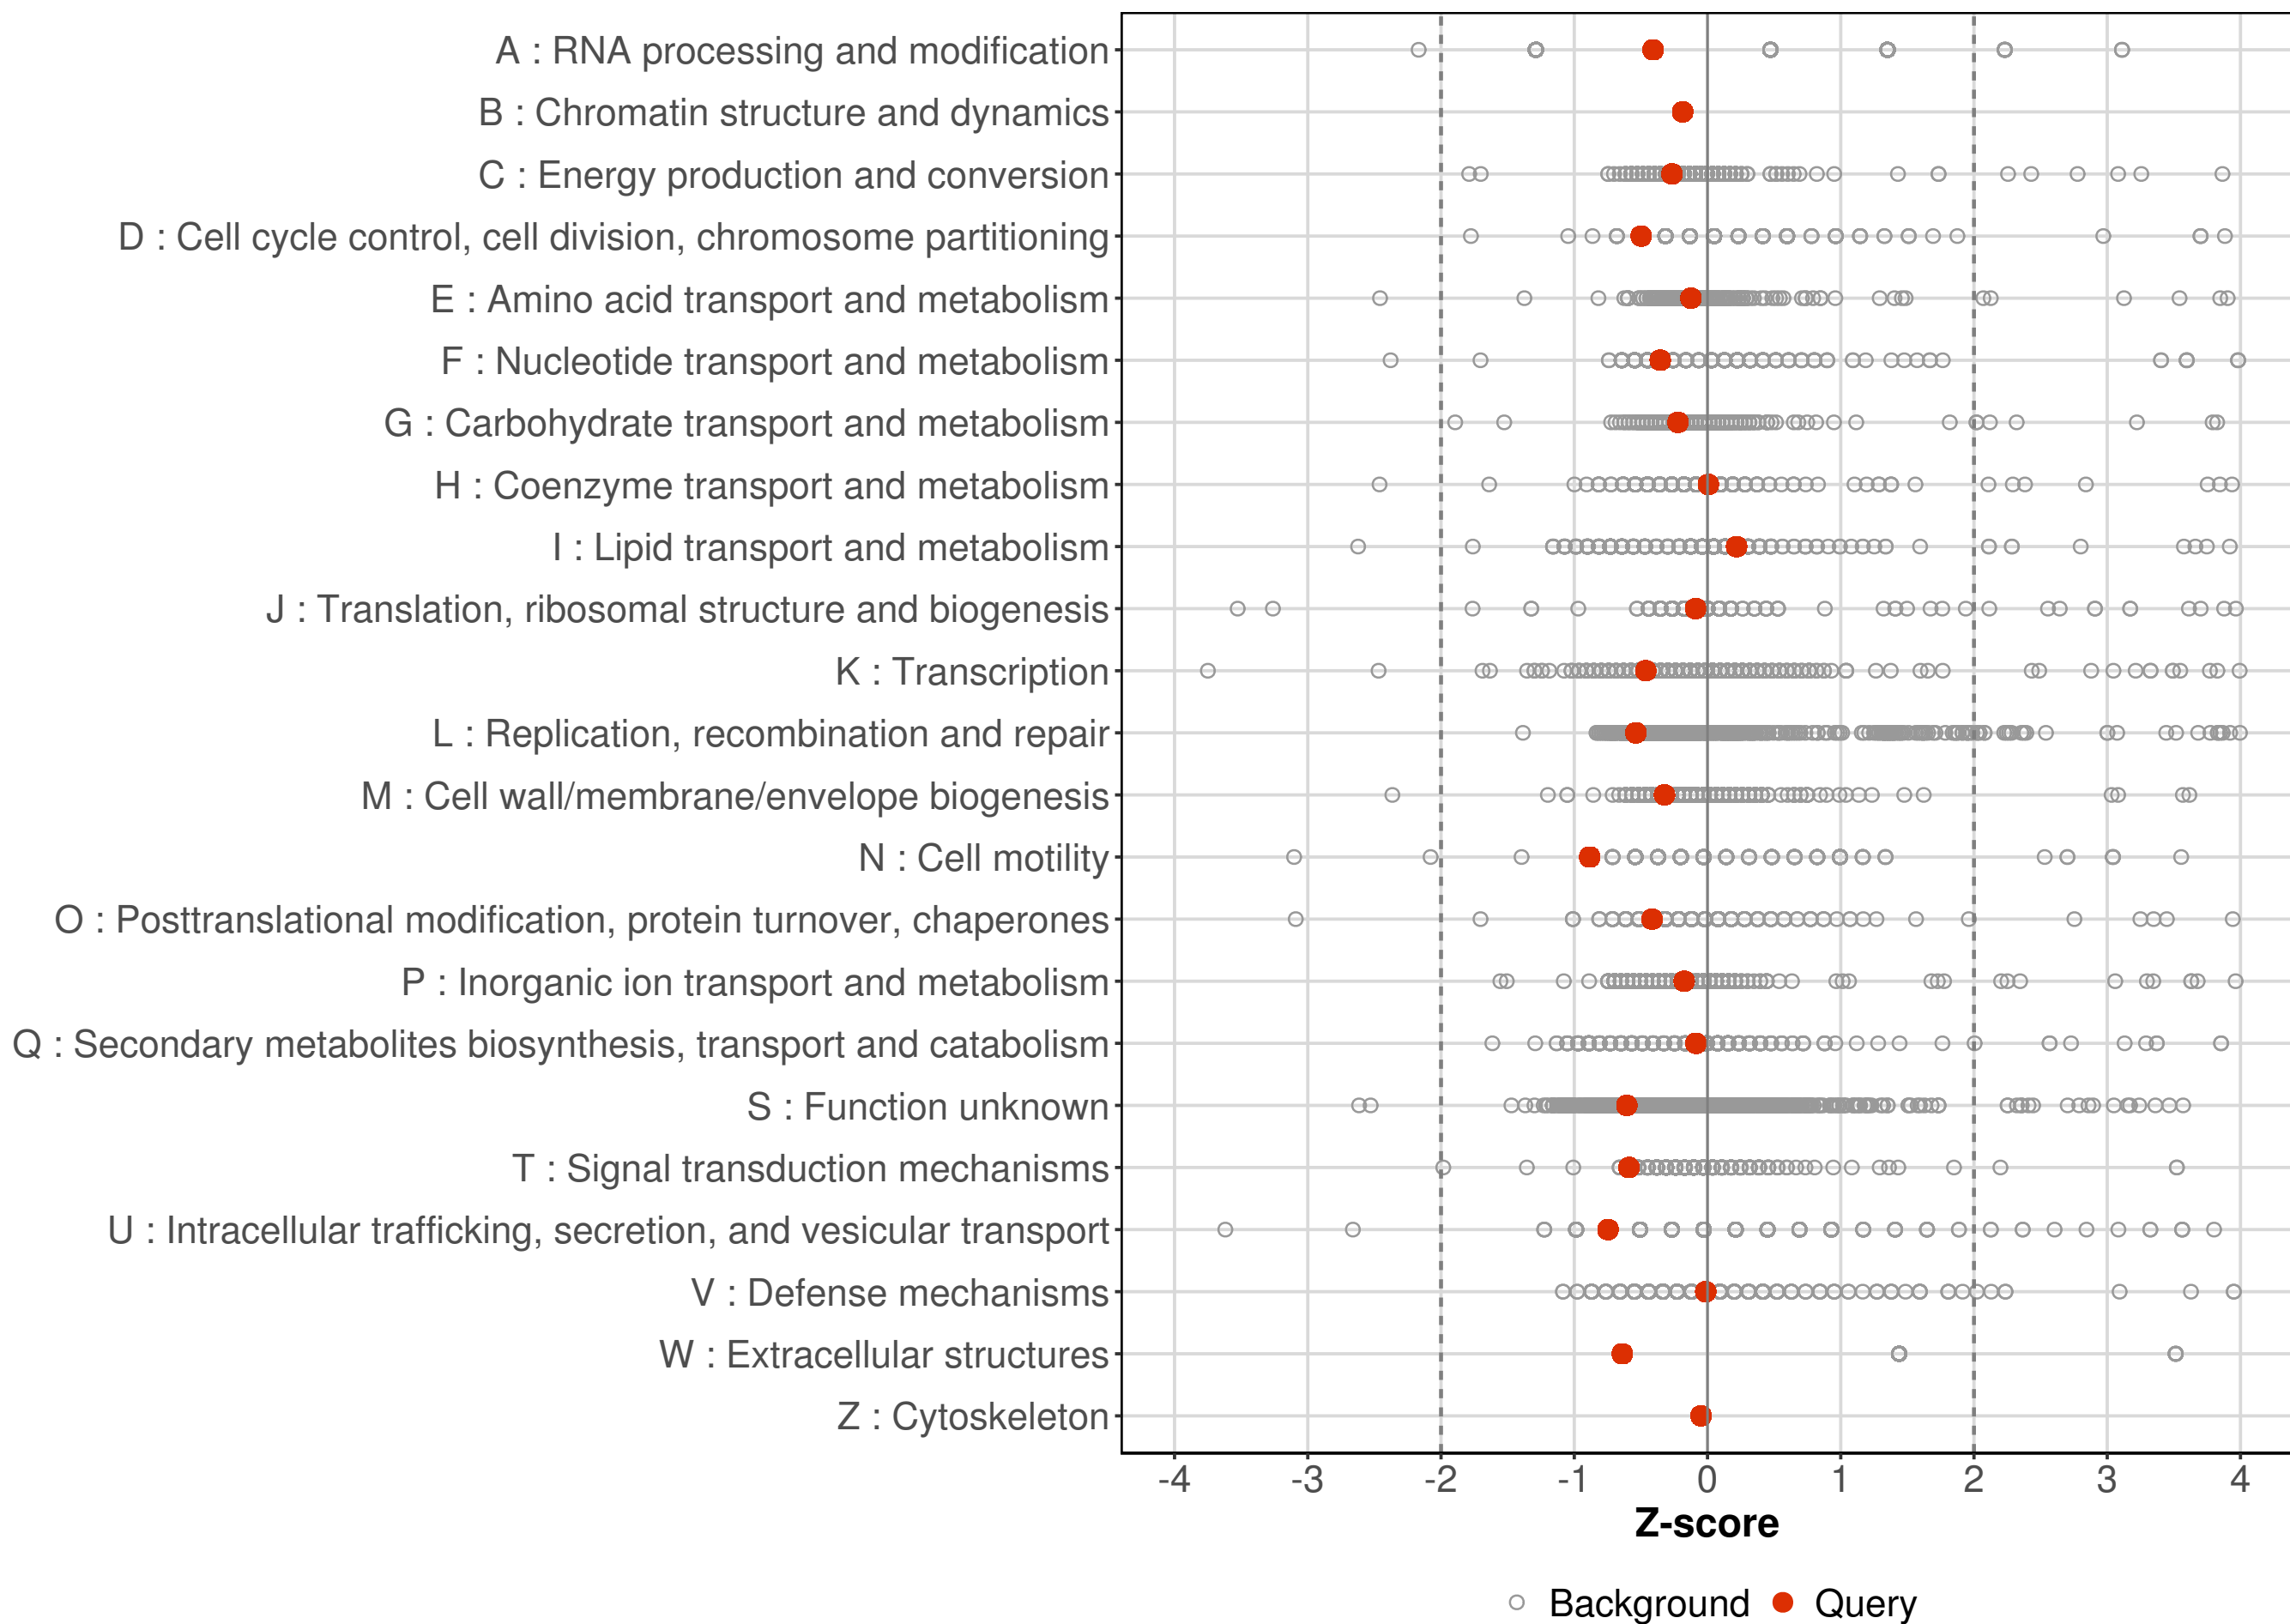 A : RNA processing and modification
B : Chromatin structure and dynamics
C : Energy production and conversion
D : Cell cycle control, cell division, chromosome partitioning
E : Amino acid transport and metabolism
F : Nucleotide transport and metabolism
G : Carbohydrate transport and metabolism
H : Coenzyme transport and metabolism
I : Lipid transport and metabolism
J : Translation, ribosomal structure and biogenesis
K : Transcription
L : Replication, recombination and repair
M : Cell wall/membrane/envelope biogenesis
N : Cell motility
O : Posttranslational modification, protein turnover, chaperones
P : Inorganic ion transport and metabolism
Q : Secondary metabolites biosynthesis, transport and catabolism
S : Function unknown
T : Signal transduction mechanisms
U : Intracellular trafficking, secretion, and vesicular transport
V : Defense mechanisms
W : Extracellular structures
Z : Cytoskeleton
-4 -3 -2 -1 0 1 2 3 4
Z-score
Background Query